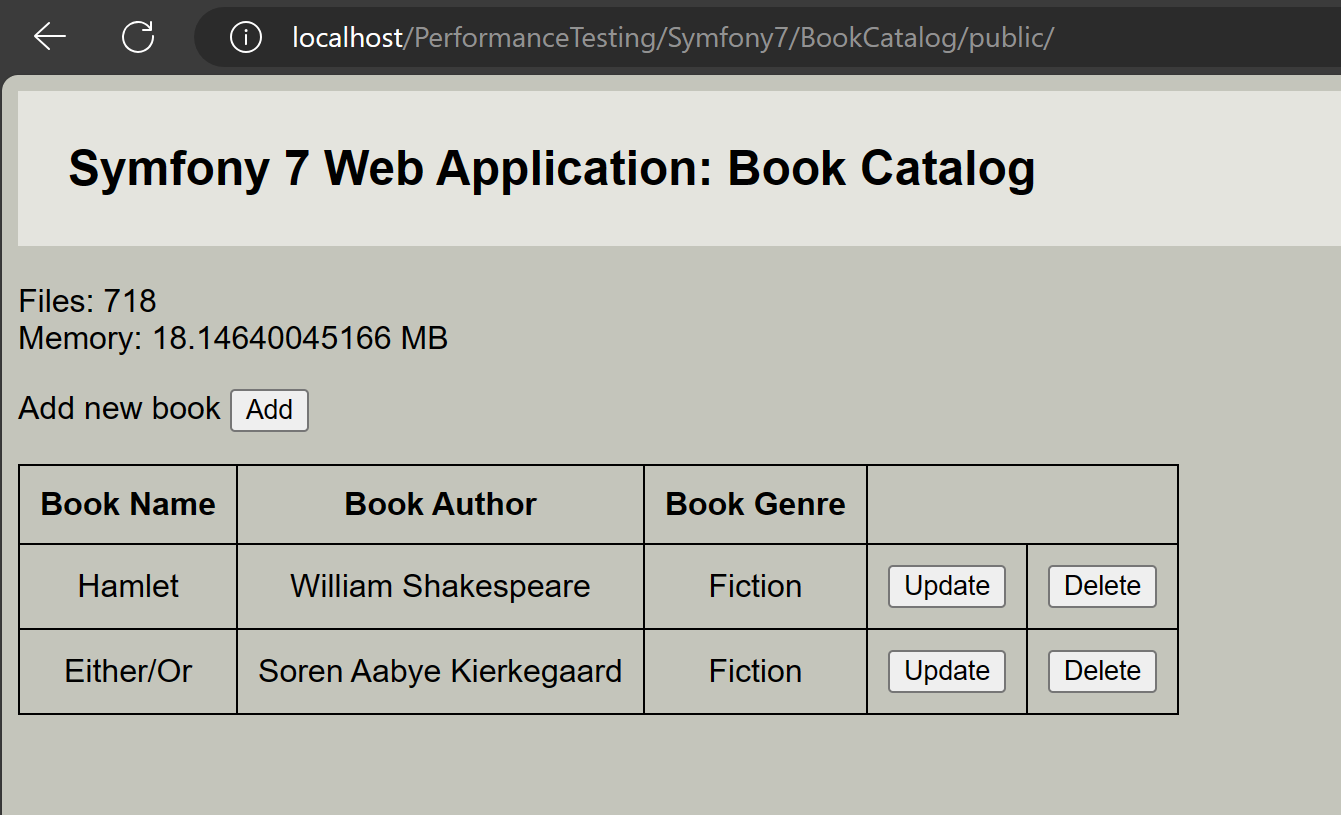 localhost/PerformanceTesting/Symfony7/BookCatalog/public/
Symfony 7 Web Application: Book Catalog
Files: 718
Memory: 18.14640045166 MB
Add new book Add
Book Name Book Author Book Genre
Hamlet William Shakespeare Fiction Update Delete
Either/Or Soren Aabye Kierkegaard Fiction Update Delete